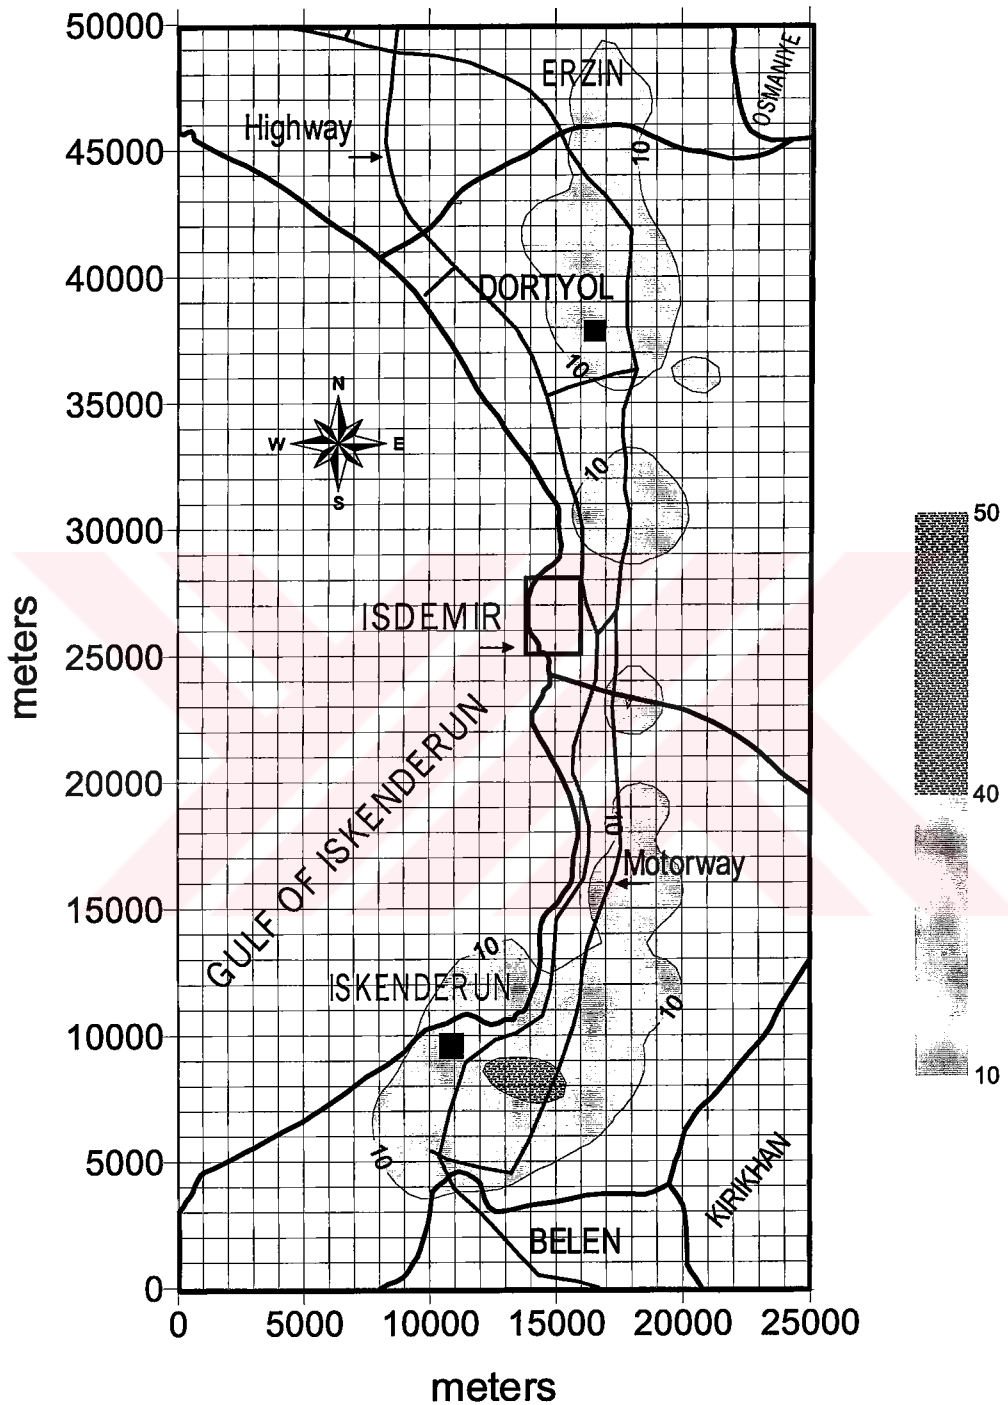 50000
ERZIN
OSMANIYE
Highway
45000
10
40000
DORTYOL
10
35000
N
W E
S
10
30000
50
ISDEMIR
25000
meters
GULF OF ISKENDERUN
20000
40
10
Motorway
15000
10
ISKENDERUN
10
10000
10
5000
10
KIRIKHAN
BELEN
0
0 5000 10000 15000 20000 25000
meters